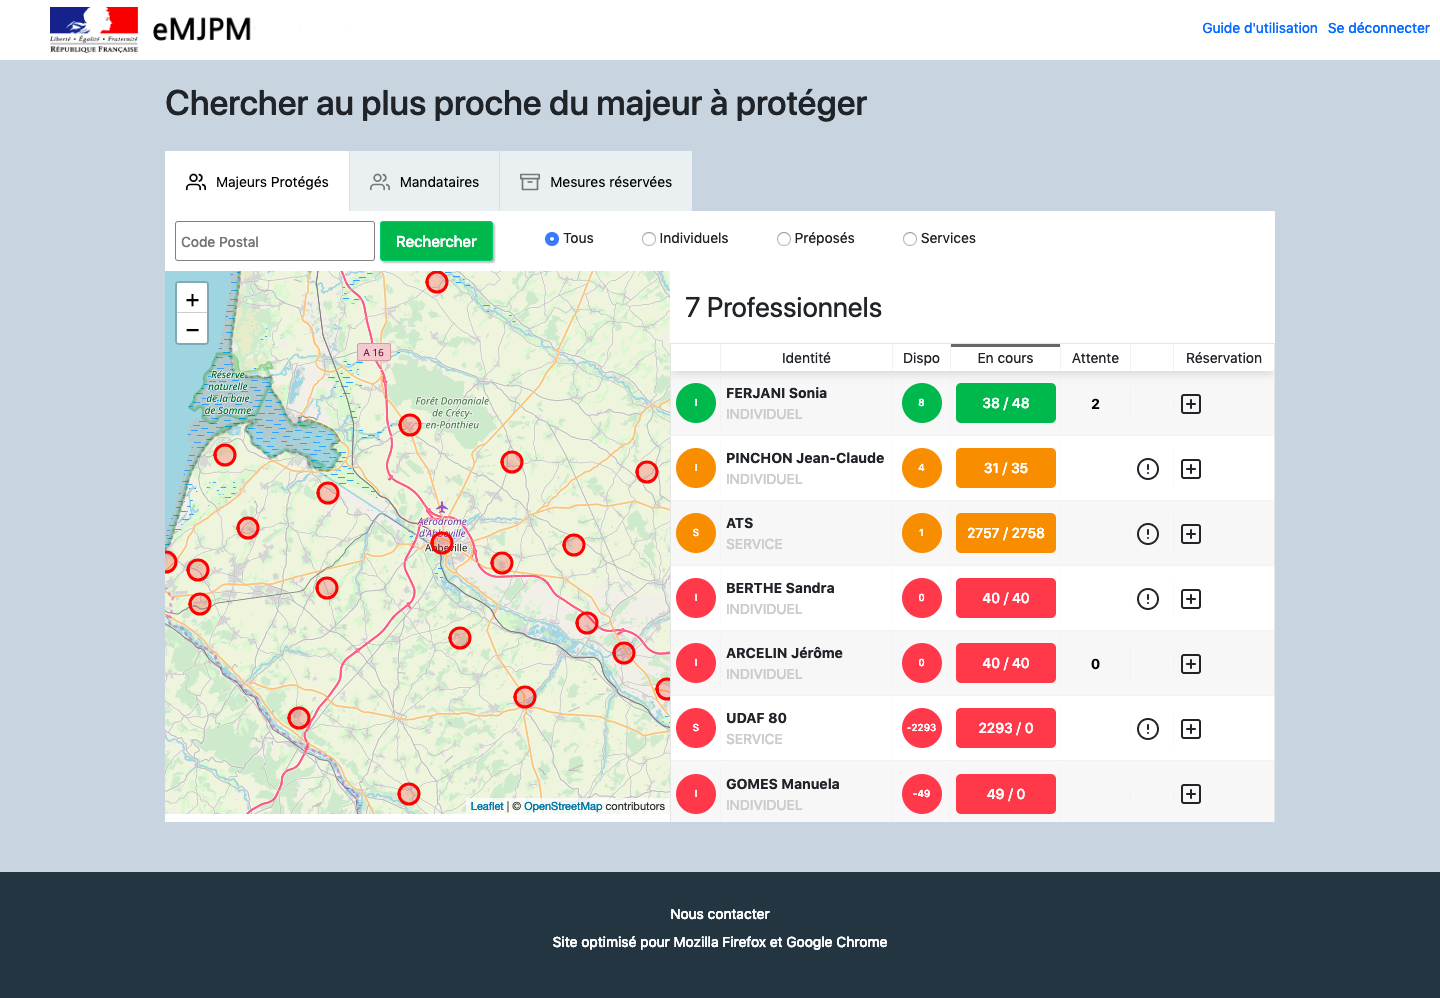 Liberté • Égalité • Fraternité
RÉPUBLIQUE FRANÇAISE
eMJPM
Guide d'utilisation
Se déconnecter
Chercher au plus proche du majeur à protéger
Majeurs Protégés
Mandataires
Mesures réservées
Code Postal
Rechercher
Tous
Individuels
Préposés
Services
+
−
A 16
Réserve
naturelle
de la baie
de Somme
Forêt Domaniale
de Crécy-
en-Ponthieu
Aérodrome
d'Abbeville
Abbeville
Leaflet | © OpenStreetMap contributors
7 Professionnels
Identité Dispo En cours Attente Réservation
I FERJANI Sonia 8 38 / 48 2
INDIVIDUEL
I PINCHON Jean-Claude 4 31 / 35
INDIVIDUEL
S ATS 1 2757 / 2758
SERVICE
I BERTHE Sandra 0 40 / 40
INDIVIDUEL
I ARCELIN Jérôme 0 40 / 40 0
INDIVIDUEL
S UDAF 80 -2293 2293 / 0
SERVICE
I GOMES Manuela -49 49 / 0
INDIVIDUEL
Nous contacter
Site optimisé pour Mozilla Firefox et Google Chrome